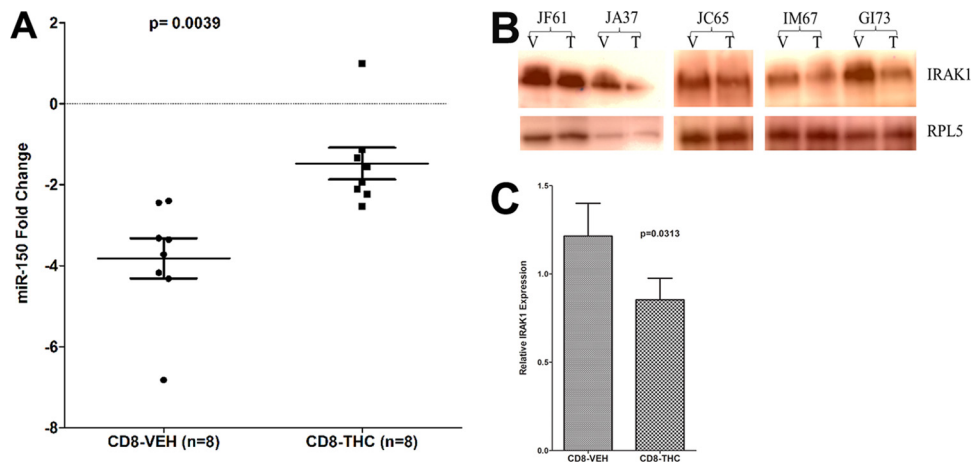 A
p= 0.0039
2
0
-2
-4
-6
-8
miR-150 Fold Change
CD8-VEH (n=8)
CD8-THC (n=8)
B
JF61 JA37 JC65 IM67 GI73
V T V T V T V T V T
IRAK1
RPL5
C
1.5
1.0
0.5
0.0
Relative IRAK1 Expression
p=0.0313
CD8-VEH
CD8-THC